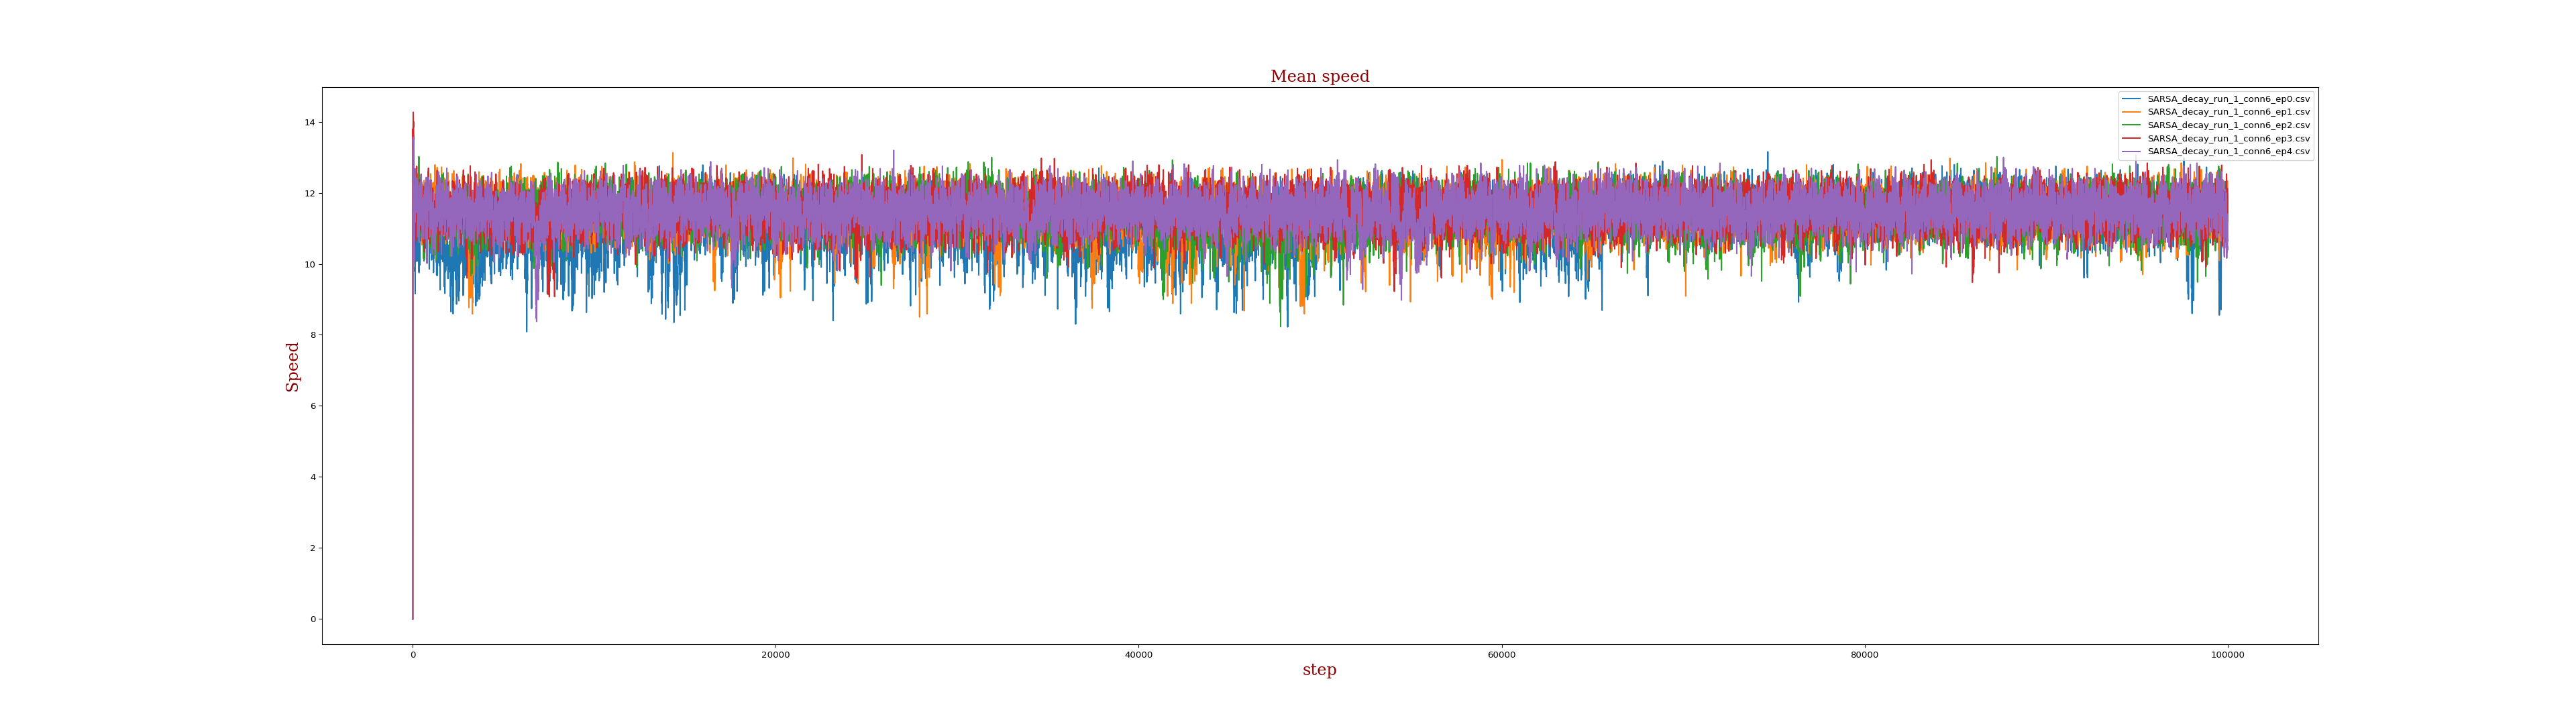 Mean speed
SARSA_decay_run_1_conn6_ep0.csv
SARSA_decay_run_1_conn6_ep1.csv
SARSA_decay_run_1_conn6_ep2.csv
SARSA_decay_run_1_conn6_ep3.csv
SARSA_decay_run_1_conn6_ep4.csv
14
12
10
8
6
4
2
0
Speed
0 20000 40000 60000 80000 100000
step